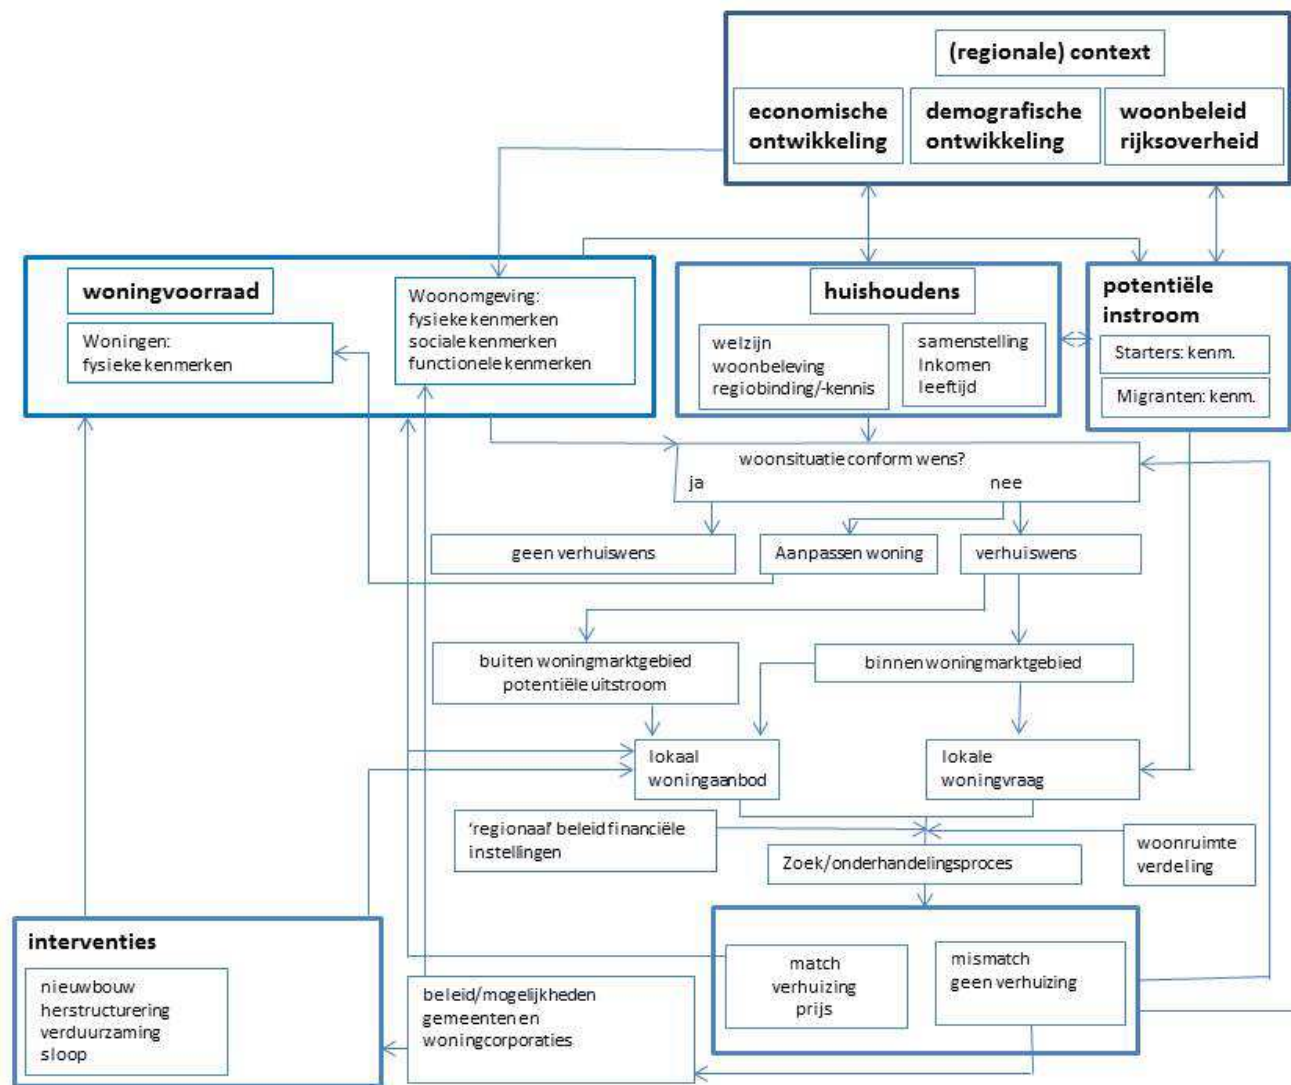 (regionale) context
economische
ontwikkeling
demografische
ontwikkeling
woonbeleid
rijksoverheid
woningvoorraad
Woningen:
fysieke kenmerken
Woonomgeving:
fysieke kenmerken
sociale kenmerken
functionele kenmerken
huishoudens
welzijn
woonbeleving
regiobinding/-kennis
samenstelling
Inkomen
leeftijd
potentiële
instroom
Starters: kenm.
Migranten: kenm.
woonsituatie conform wens?
ja nee
geen verhuiswens
Aanpassen woning
verhuiswens
buiten woningmarktgebied
potentiële uitstroom
binnen woningmarktgebied
lokaal
woningaanbod
lokale
woningvraag
'regionaal' beleid financiële
instellingen
Zoek/onderhandelingsproces
woonruimte
verdeling
interventies
nieuwbouw
herstructurering
verduurzaming
sloop
beleid/mogelijkheden
gemeenten en
woningcorporaties
match
verhuizing
prijs
mismatch
geen verhuizing